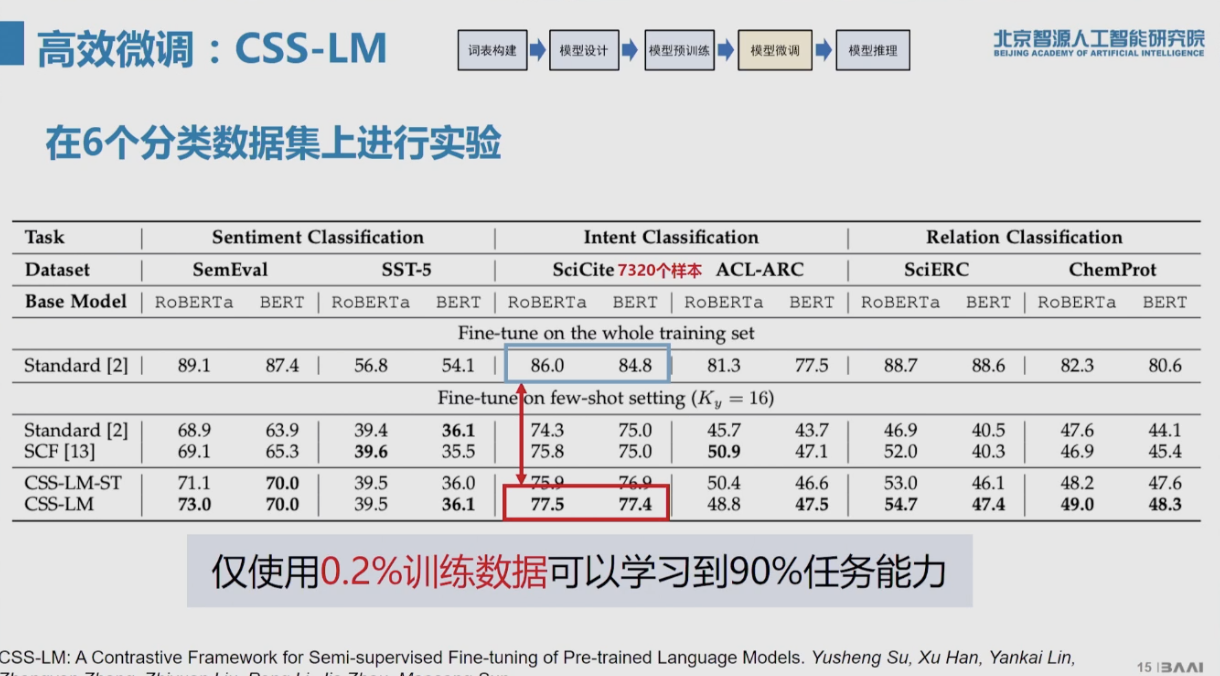 高效微调：CSS-LM
词表构建 模型设计 模型预训练 模型微调 模型推理
北京智源人工智能研究院
BEIJING ACADEMY OF ARTIFICIAL INTELLIGENCE
在6个分类数据集上进行实验
Task Sentiment Classification Intent Classification Relation Classification
Dataset SemEval SST-5 SciCite 7320个样本 ACL-ARC SciERC ChemProt
Base Model RoBERTa BERT RoBERTa BERT RoBERTa BERT RoBERTa BERT RoBERTa BERT RoBERTa BERT
Fine-tune on the whole training set
Standard [2] 89.1 87.4 56.8 54.1 86.0 84.8 81.3 77.5 88.7 88.6 82.3 80.6
Fine-tune on few-shot setting (Ky = 16)
Standard [2] 68.9 63.9 39.4 36.1 74.3 75.0 45.7 43.7 46.9 40.5 47.6 44.1
SCF [13] 69.1 65.3 39.6 35.5 75.8 75.0 50.9 47.1 52.0 40.3 46.9 45.4
CSS-LM-ST 71.1 70.0 39.5 36.0 75.9 76.9 50.4 46.6 53.0 46.1 48.2 47.6
CSS-LM 73.0 70.0 39.5 36.1 77.5 77.4 48.8 47.5 54.7 47.4 49.0 48.3
仅使用0.2%训练数据可以学习到90%任务能力
CSS-LM: A Contrastive Framework for Semi-supervised Fine-tuning of Pre-trained Language Models. Yusheng Su, Xu Han, Yankai Lin,
15 BAAI